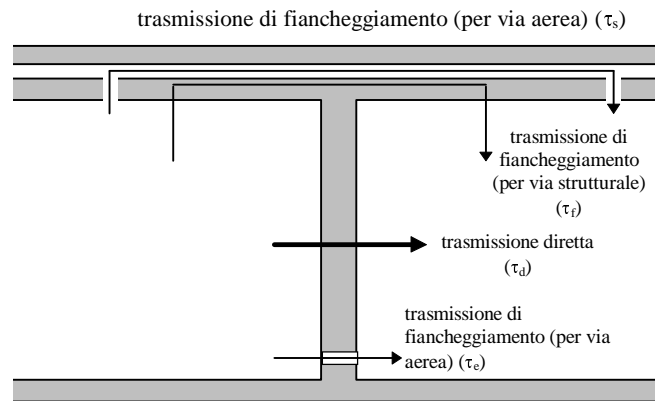 trasmissione di fiancheggiamento (per via aerea) (τs)
trasmissione di
fiancheggiamento
(per via strutturale)
(τf)
trasmissione diretta
(τd)
trasmissione di
fiancheggiamento (per via
aerea) (τe)